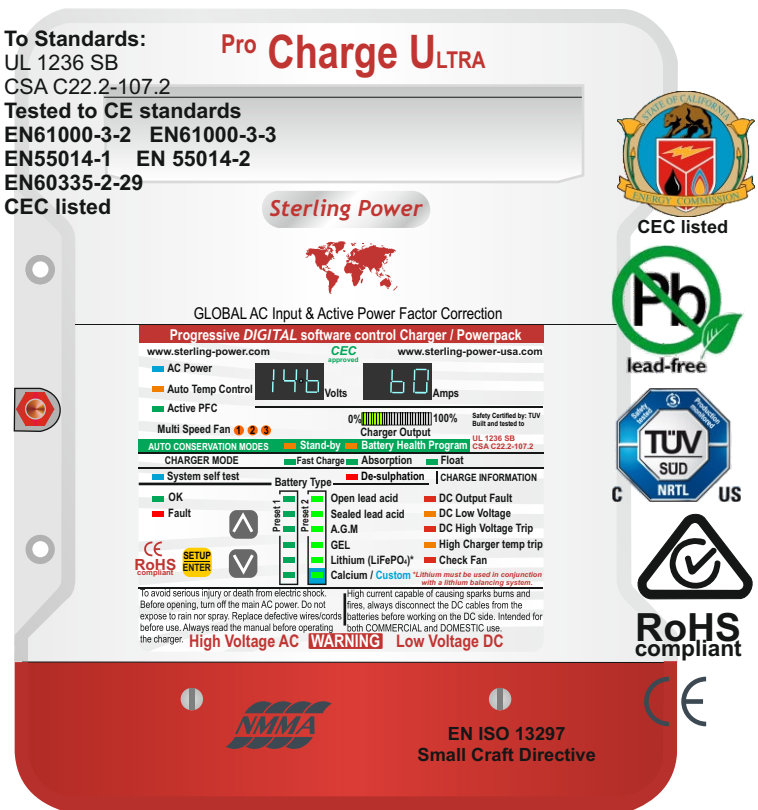 To Standards:
UL 1236 SB
CSA C22.2-107.2
Tested to CE standards
EN61000-3-2 EN61000-3-3
EN55014-1 EN 55014-2
EN60335-2-29
CEC listed
Pro Charge ULTRA
Sterling Power
GLOBAL AC Input & Active Power Factor Correction
Progressive DIGITAL software control Charger / Powerpack
www.sterling-power.com CEC approved www.sterling-power-usa.com
AC Power
Auto Temp Control
Active PFC
Multi Speed Fan 1 2 3
14.6 Volts
60 Amps
0% 100%
Charger Output
Safety Certified by: TUV
Built and tested to
UL 1236 SB
CSA C22.2-107.2
AUTO CONSERVATION MODES Stand-by Battery Health Program
CHARGER MODE Fast Charge Absorption Float
System self test Battery Type De-sulphation CHARGE INFORMATION
OK
Fault
Preset 1
Preset 2
Open lead acid
Sealed lead acid
A.G.M
GEL
Lithium (LiFePO4)*
Calcium / Custom
DC Output Fault
DC Low Voltage
DC High Voltage Trip
High Charger temp trip
Check Fan
*Lithium must be used in conjunction
with a lithium balancing system.
CE
RoHS
compliant
SETUP
ENTER
To avoid serious injury or death from electric shock.
Before opening, turn off the main AC power. Do not
expose to rain nor spray. Replace defective wires/cords
before use. Always read the manual before operating
the charger.
High current capable of causing sparks burns and
fires, always disconnect the DC cables from the
batteries before working on the DC side. Intended for
both COMMERCIAL and DOMESTIC use.
High Voltage AC WARNING Low Voltage DC
NMMA
EN ISO 13297
Small Craft Directive
STATE OF CALIFORNIA
ENERGY COMMISSION
CEC listed
Pb
lead-free
Safety tested
S
Production monitored
TÜV
SÜD
NRTL
C US
RoHS
compliant
CE